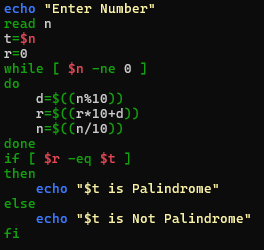 echo "Enter Number"
read n
t=$n
r=0
while [ $n -ne 0 ]
do
    d=$((n%10))
    r=$((r*10+d))
    n=$((n/10))
done
if [ $r -eq $t ]
then
    echo "$t is Palindrome"
else
    echo "$t is Not Palindrome"
fi